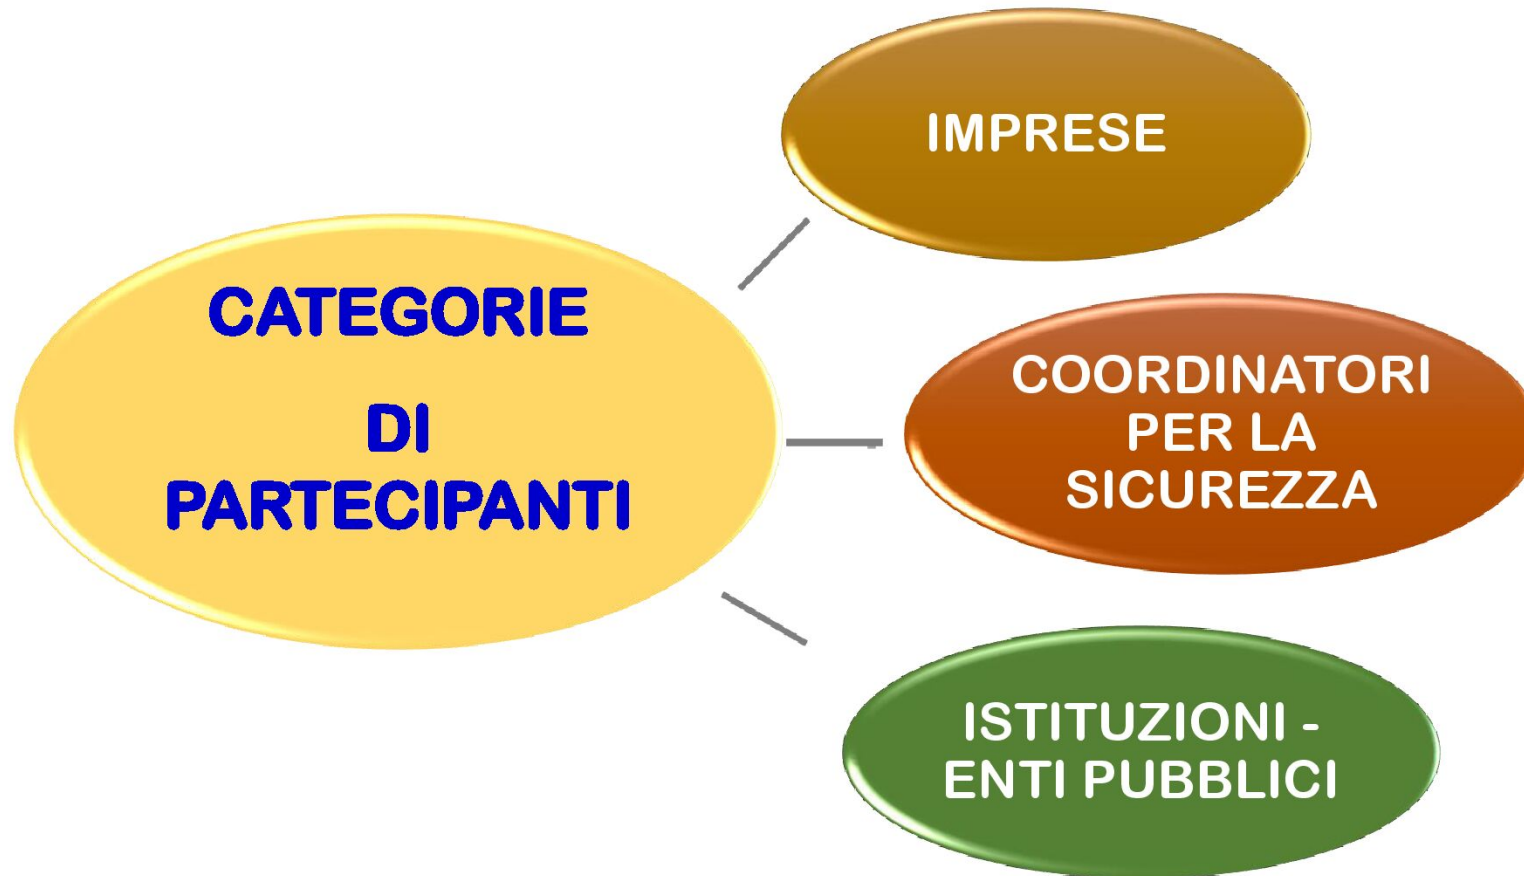 CATEGORIE
DI
PARTECIPANTI
IMPRESE
COORDINATORI
PER LA
SICUREZZA
ISTITUZIONI -
ENTI PUBBLICI